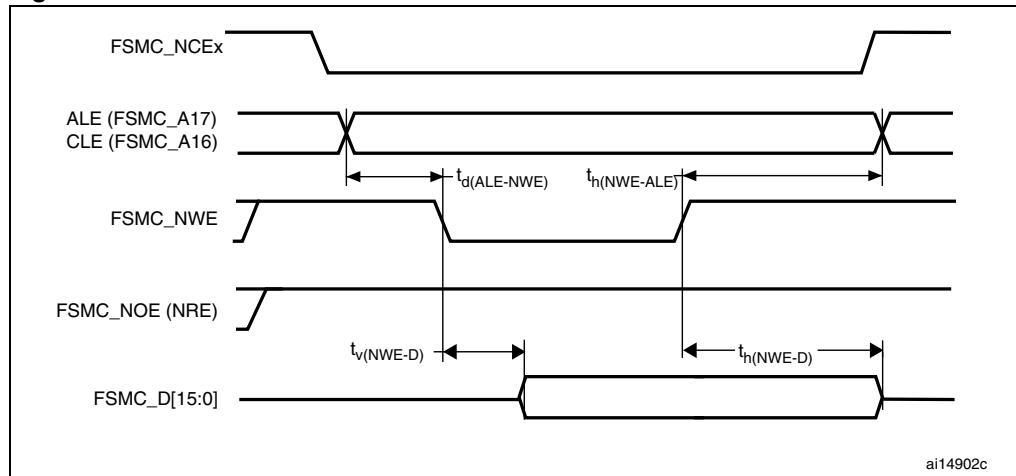 FSMC_NCEx
ALE (FSMC_A17)
CLE (FSMC_A16)
td(ALE-NWE)
th(NWE-ALE)
FSMC_NWE
FSMC_NOE (NRE)
tv(NWE-D)
th(NWE-D)
FSMC_D[15:0]
ai14902c